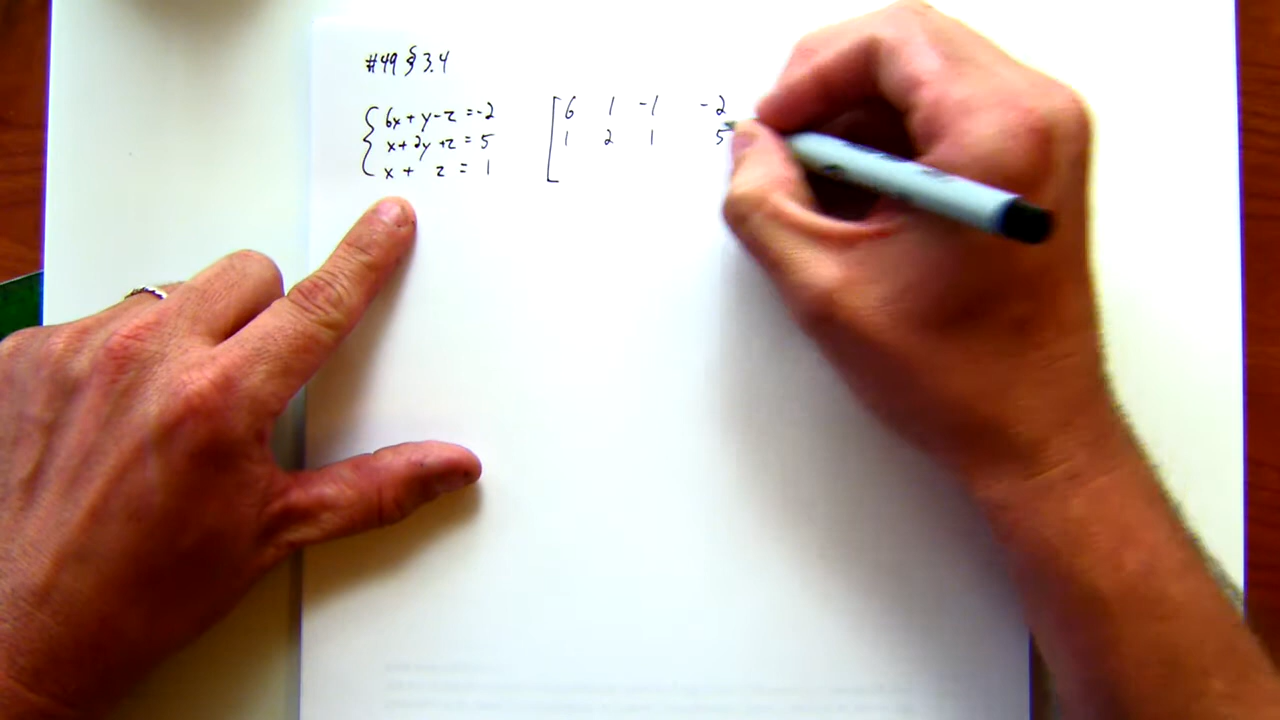 #49 § 3.4
6x + y - z = -2
x + 2y + z = 5
x + z = 1
[ 6 1 -1 -2
1 2 1 5